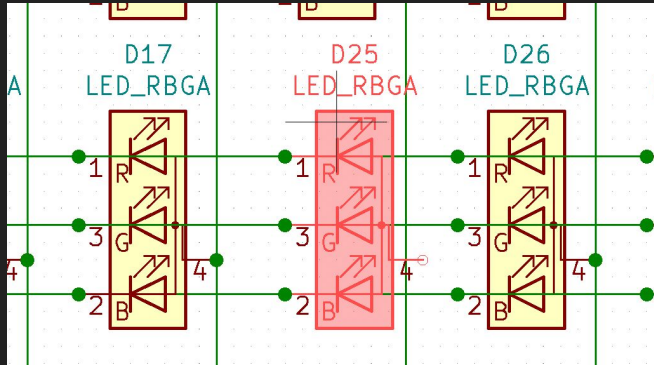 D17 D25 D26
LED_RBGA LED_RBGA LED_RBGA
A
1 R 1 R 1 R
3 G 3 G 3 G
4 4 4 4
2 B 2 B 2 B